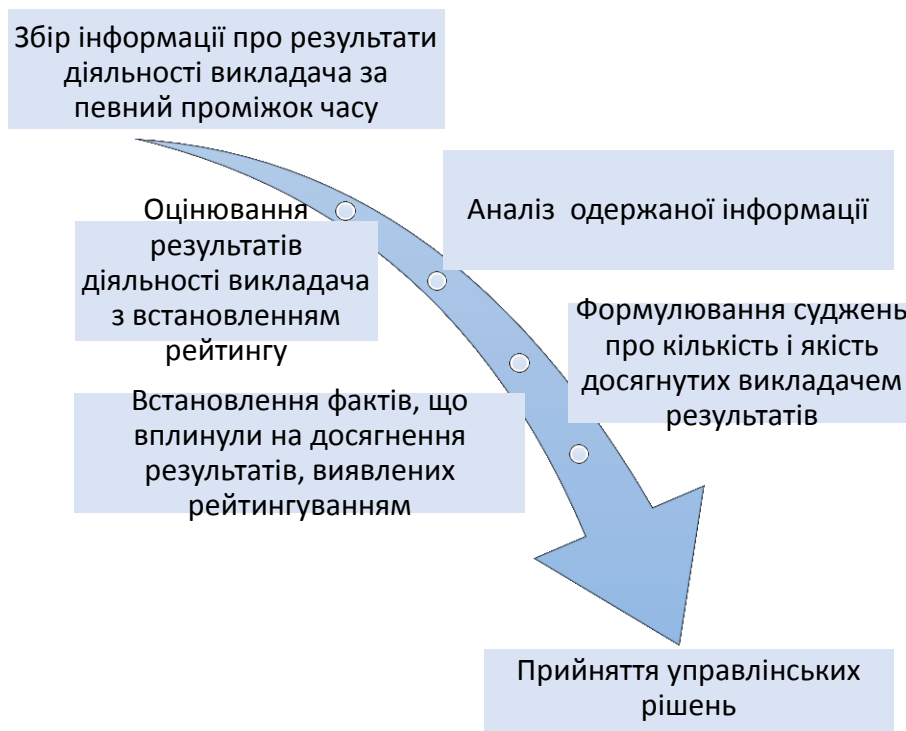 Збір інформації про результати
діяльності викладача за
певний проміжок часу
Аналіз одержаної інформації
Оцінювання
результатів
діяльності викладача
з встановленням
рейтингу
Формулювання суджень
про кількість і якість
досягнутих викладачем
результатів
Встановлення фактів, що
вплинули на досягнення
результатів, виявлених
рейтингуванням
Прийняття управлінських
рішень